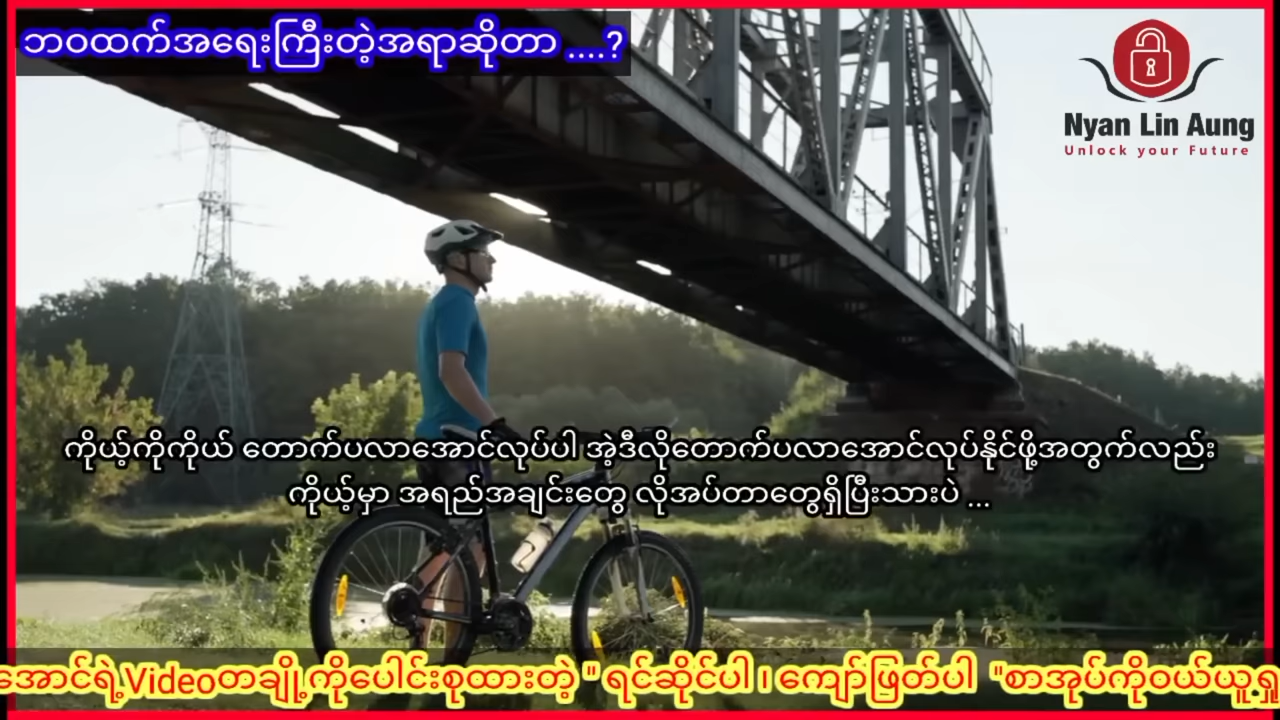 ဘဝထက်အရေးကြီးတဲ့အရာဆိုတာ ....?
Nyan Lin Aung
Unlock your Future
ကိုယ့်ကိုကိုယ် တောက်ပလာအောင်လုပ်ပါ အဲ့ဒီလိုတောက်ပလာအောင်လုပ်နိုင်ဖို့အတွက်လည်း
ကိုယ့်မှာ အရည်အချင်းတွေ လိုအပ်တာတွေရှိပြီးသားပဲ ...
အောင်ရဲ့Videoတချို့ကိုပေါင်းစုထားတဲ့ " ရင်ဆိုင်ပါ ၊ ကျော်ဖြတ်ပါ "စာအုပ်ကိုဝယ်ယူရှု